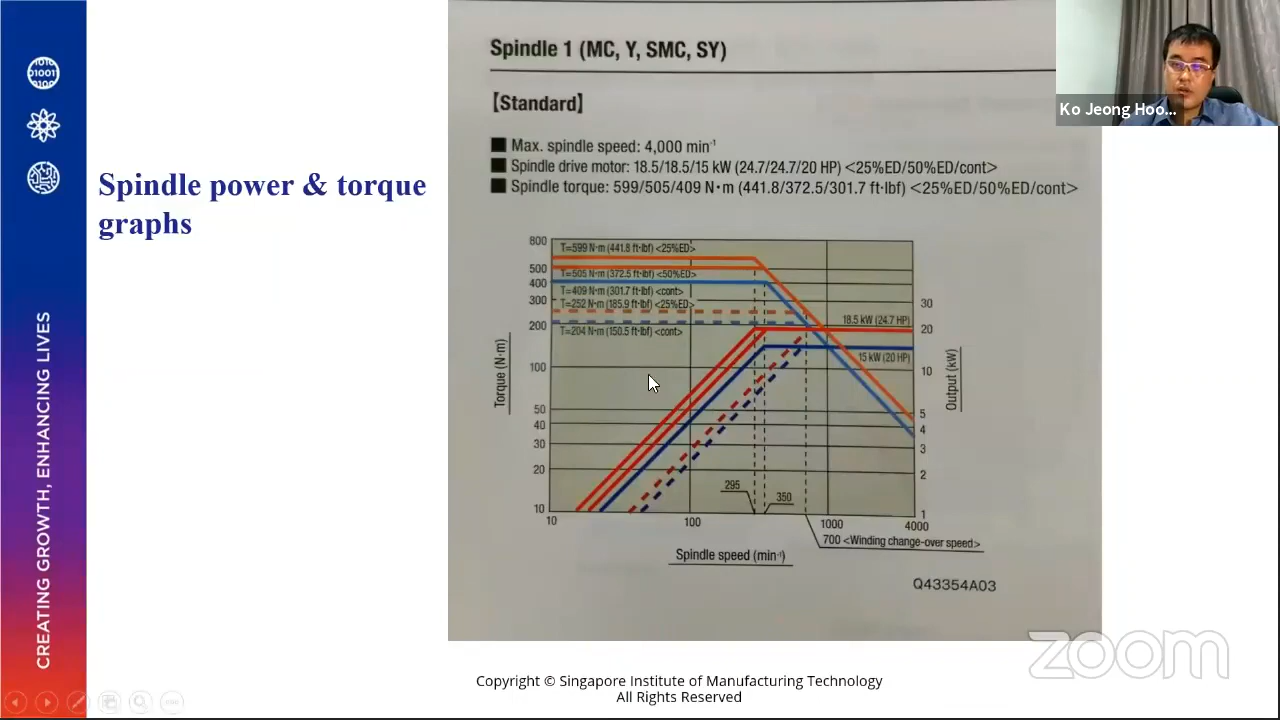 Spindle 1 (MC, Y, SMC, SY)
Ko Jeong Hoo...
【Standard】
■ Max. spindle speed: 4,000 min⁻¹
■ Spindle drive motor: 18.5/18.5/15 kW (24.7/24.7/20 HP) <25%ED/50%ED/cont>
■ Spindle torque: 599/505/409 N·m (441.8/372.5/301.7 ft·lbf) <25%ED/50%ED/cont>
Spindle power & torque
graphs
T=599 N·m (441.8 ft·lbf) <25%ED>
T=505 N·m (372.5 ft·lbf) <50%ED>
T=409 N·m (301.7 ft·lbf) <cont>
T=252 N·m (185.9 ft·lbf) <25%ED>
T=204 N·m (150.5 ft·lbf) <cont>
18.5 kW (24.7 HP)
15 kW (20 HP)
800
500
400
300
200
100
50
40
30
20
10
Torque (N·m)
30
20
10
5
4
3
2
1
Output (kW)
295
350
10
100
1000
4000
700 <Winding change-over speed>
Spindle speed (min⁻¹)
Q43354A03
CREATING GROWTH, ENHANCING LIVES
zoom
Copyright © Singapore Institute of Manufacturing Technology
All Rights Reserved